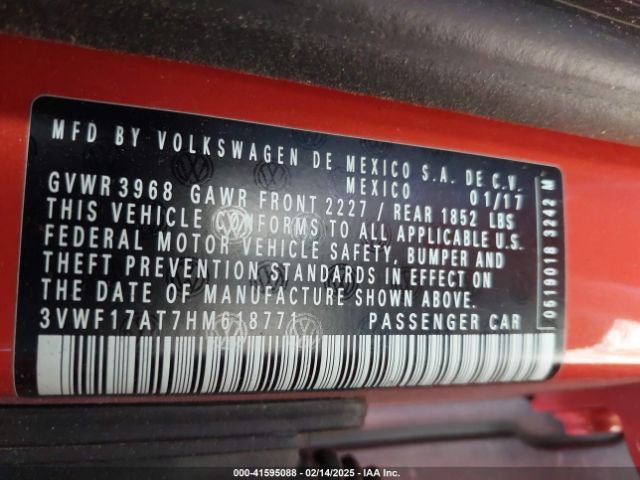 MFD BY VOLKSWAGEN DE MEXICO S.A. DE C.V.
MEXICO 01/17
GVWR 3968 GAWR FRONT 2227 / REAR 1852 LBS
THIS VEHICLE CONFORMS TO ALL APPLICABLE U.S.
FEDERAL MOTOR VEHICLE SAFETY, BUMPER AND
THEFT PREVENTION STANDARDS IN EFFECT ON
THE DATE OF MANUFACTURE SHOWN ABOVE.
3VWF17AT7HM618771 PASSENGER CAR
0519018 3242 M
000-41595088 - 02/14/2025 - IAA Inc.